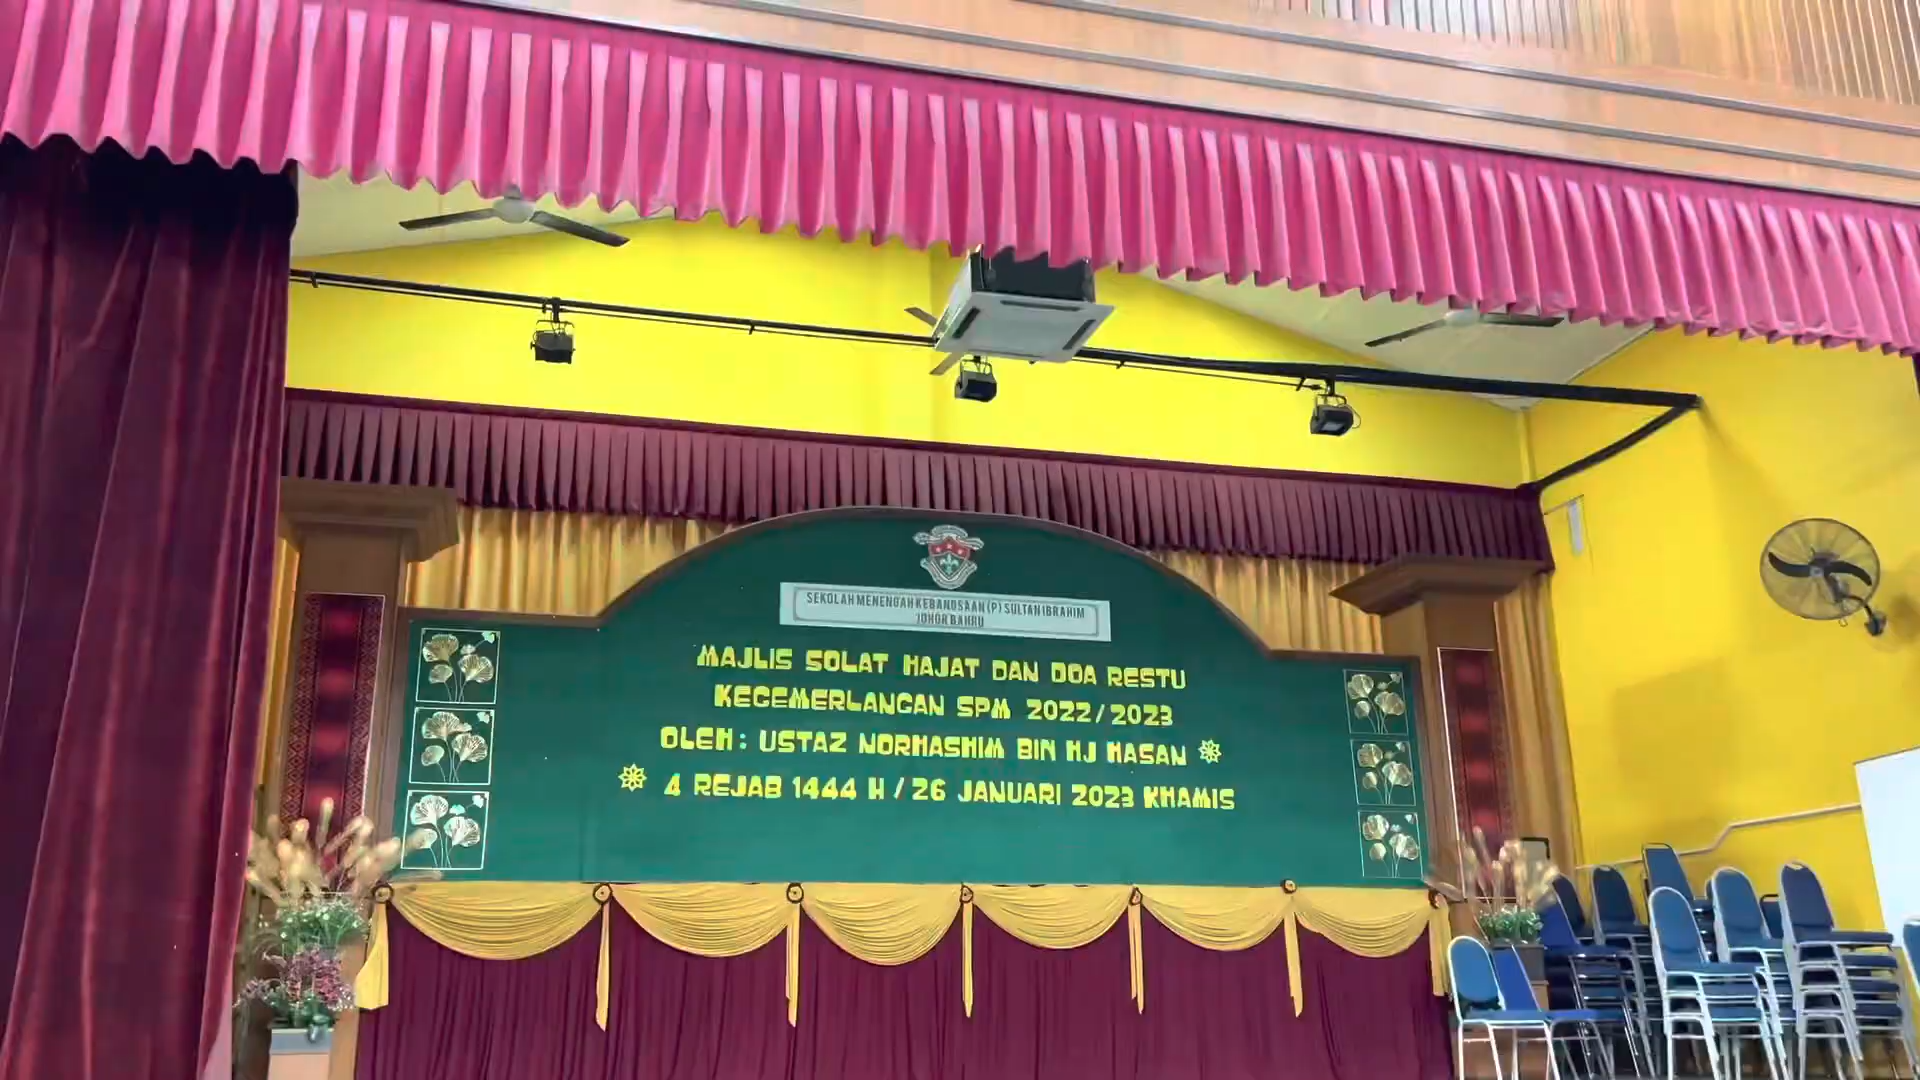 SEKOLAH MENENGAH KEBANGSAAN (P) SULTAN IBRAHIM
JOHOR BAHRU
MAJLIS SOLAT HAJAT DAN DOA RESTU
KECEMERLANGAN SPM 2022/2023
OLEH: USTAZ NORHASHIM BIN HJ HASAN
4 REJAB 1444 H / 26 JANUARI 2023 KHAMIS